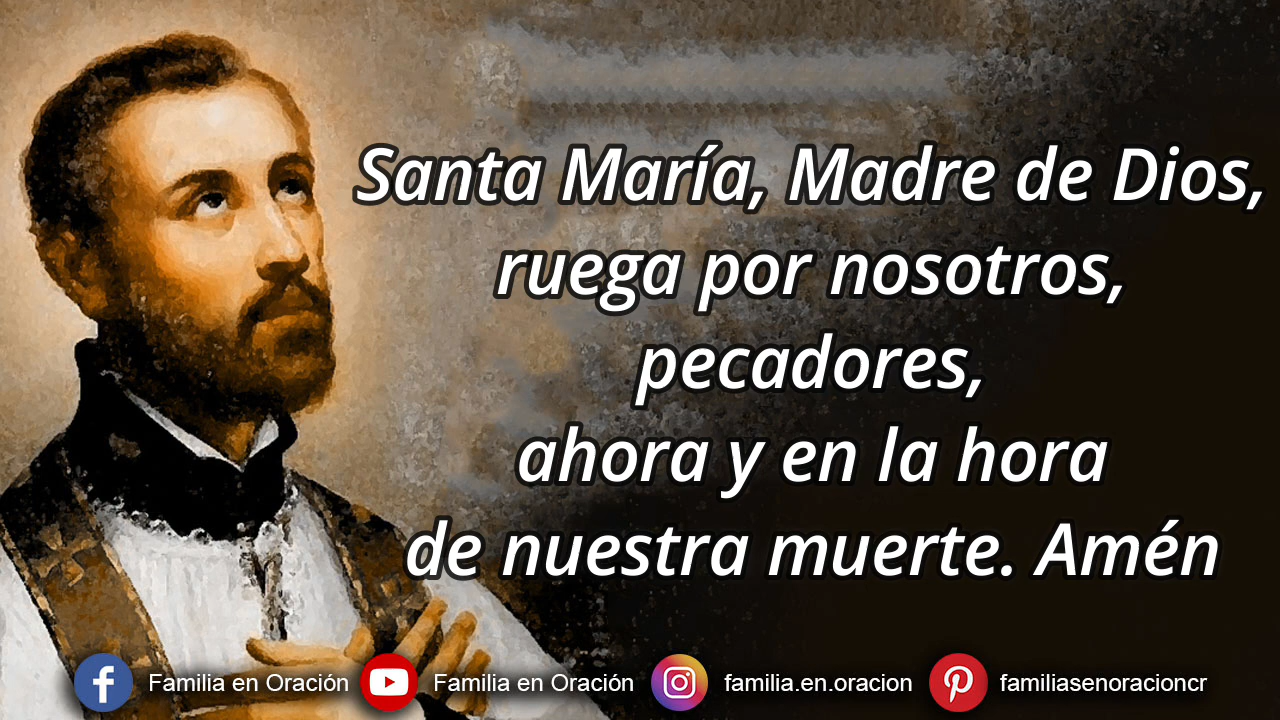 Santa María, Madre de Dios,
ruega por nosotros,
pecadores,
ahora y en la hora
de nuestra muerte. Amén
Familia en Oración Familia en Oración familia.en.oracion familiasenoracioncr